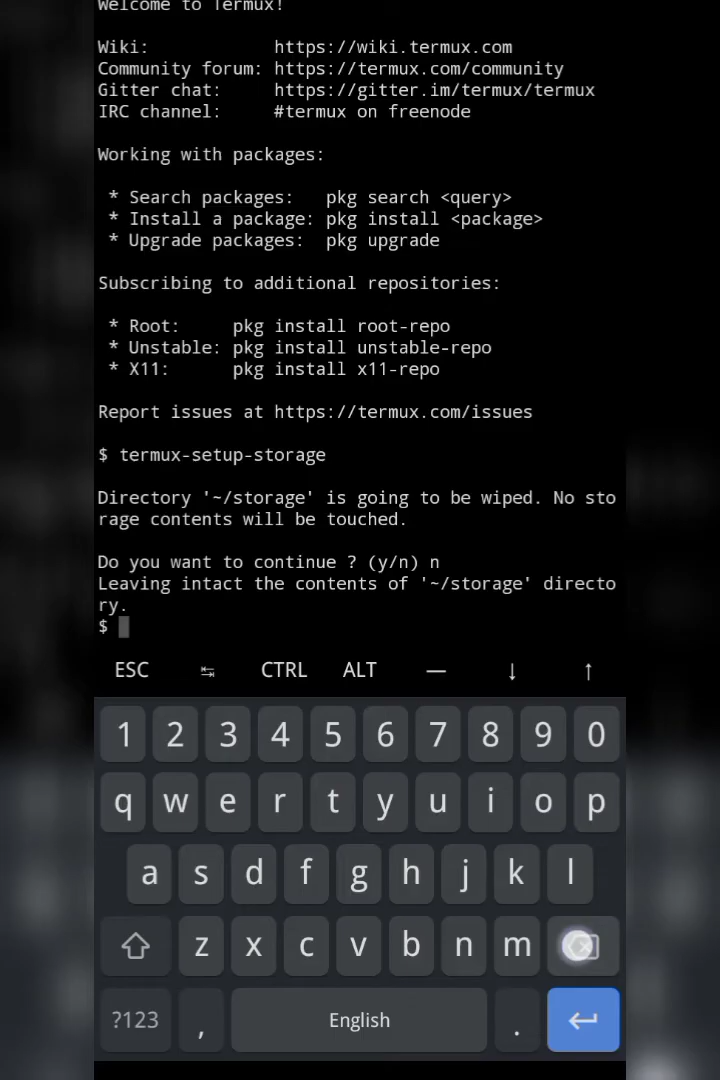 Welcome to Termux!
Wiki: https://wiki.termux.com
Community forum: https://termux.com/community
Gitter chat: https://gitter.im/termux/termux
IRC channel: #termux on freenode
Working with packages:
* Search packages: pkg search <query>
* Install a package: pkg install <package>
* Upgrade packages: pkg upgrade
Subscribing to additional repositories:
* Root: pkg install root-repo
* Unstable: pkg install unstable-repo
* X11: pkg install x11-repo
Report issues at https://termux.com/issues
$ termux-setup-storage
Directory '~/storage' is going to be wiped. No sto
rage contents will be touched.
Do you want to continue ? (y/n) n
Leaving intact the contents of '~/storage' directo
ry.
$
ESC ↹ CTRL ALT — ↓ ↑
1 2 3 4 5 6 7 8 9 0
q w e r t y u i o p
a s d f g h j k l
z x c v b n m
?123 , English .